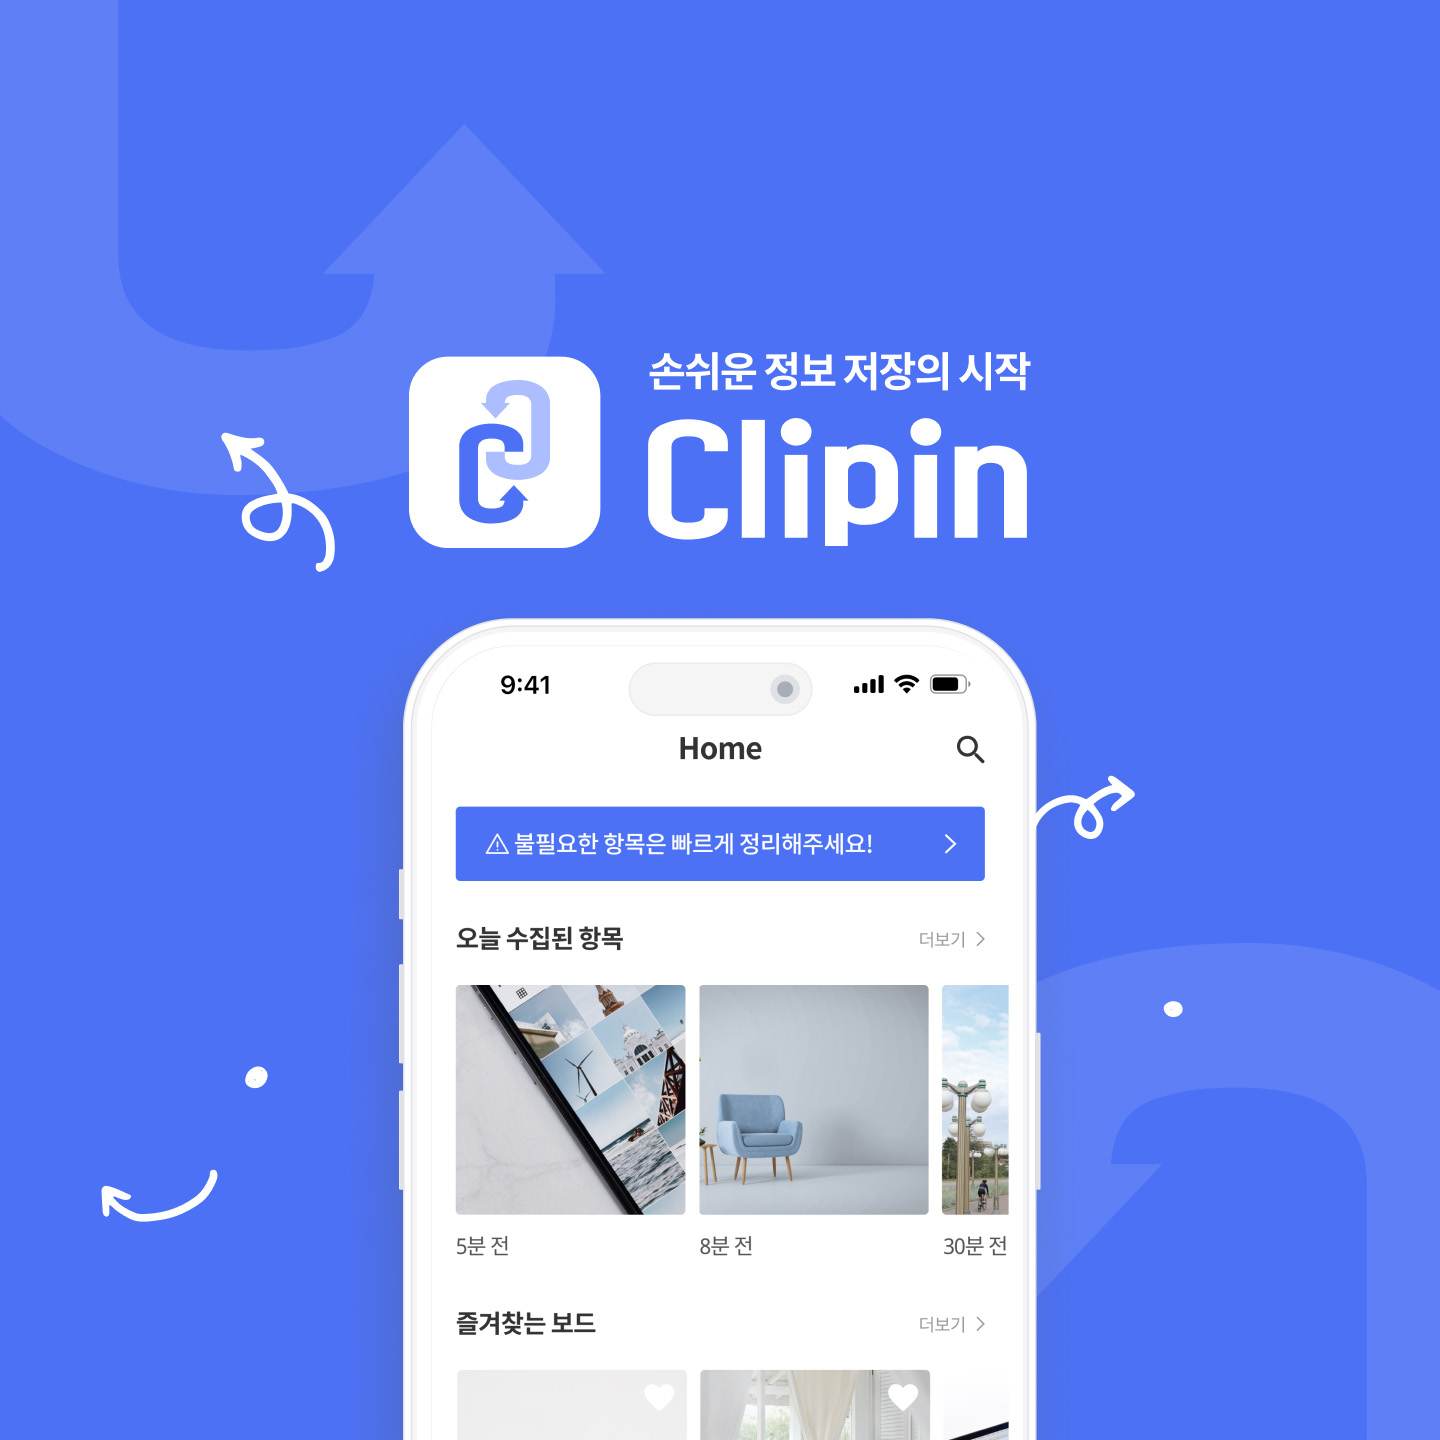 손쉬운 정보 저장의 시작
Clipin
9:41
Home
⚠ 불필요한 항목은 빠르게 정리해주세요!
오늘 수집된 항목
더보기
5분 전
8분 전
30분 전
즐겨찾는 보드
더보기